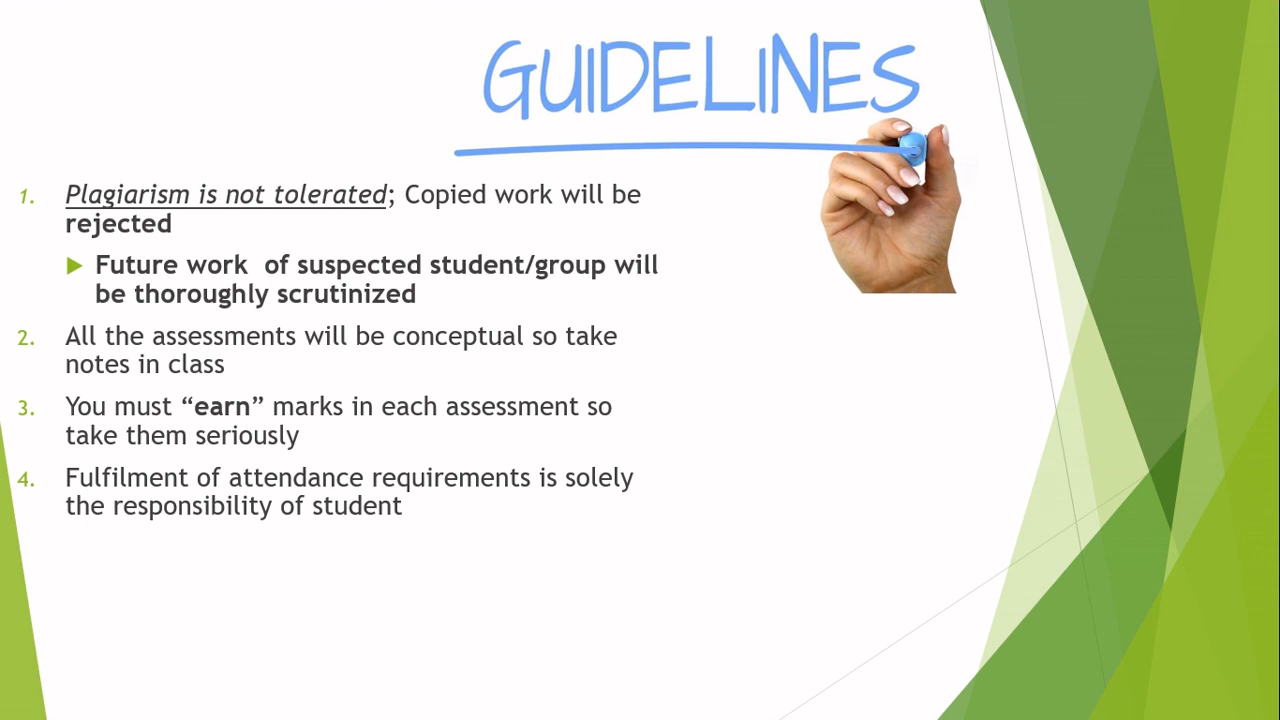 GUIDELINES
1. Plagiarism is not tolerated; Copied work will be
rejected
Future work  of suspected student/group will
be thoroughly scrutinized
2. All the assessments will be conceptual so take
notes in class
3. You must “earn” marks in each assessment so
take them seriously
4. Fulfilment of attendance requirements is solely
the responsibility of student